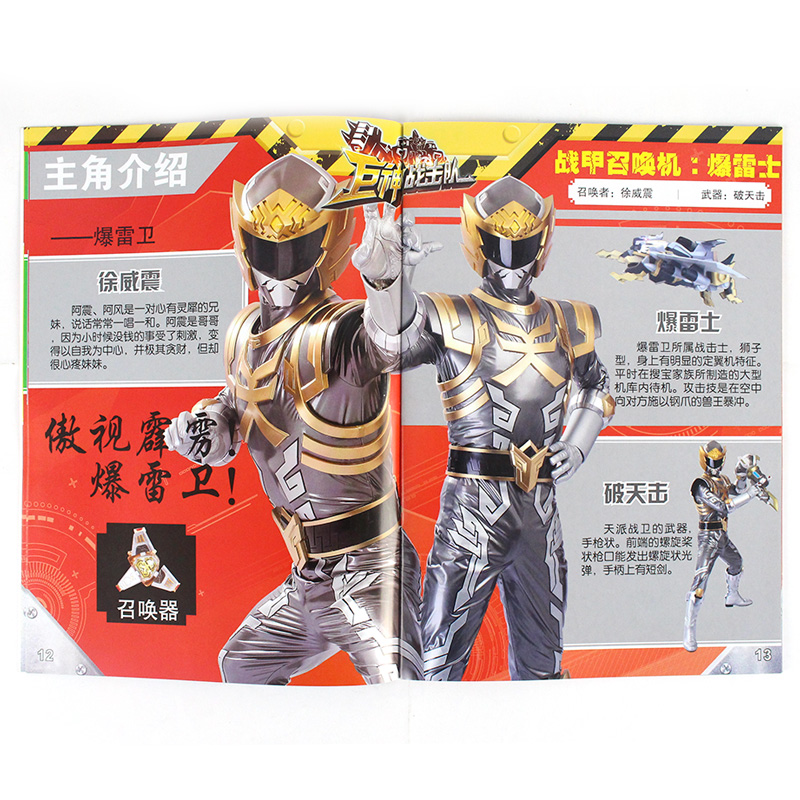 主角介绍
——爆雷卫
徐威震
阿震、阿风是一对心有灵犀的兄
妹，说话常常一唱一和。阿震是哥哥
，因为小时候没钱的事受了刺激，变
得以自我为中心，并极其贪财，但却
很心疼妹妹。
傲视霹雳！
爆雷卫！
召唤器
12
巨神战击队
战甲召唤机：爆雷士
召唤者：徐威震 武器：破天击
爆雷士
爆雷卫所属战击士，狮子
型，身上有明显的定翼机特征。
平时在搜宝家族所制造的大型
机库内待机。攻击技是在空中
向对方施以钢爪的兽王暴冲。
破天击
天派战卫的武器，
手枪状。前端的螺旋桨
状枪口能发出螺旋状光
弹，手柄上有短剑。
13